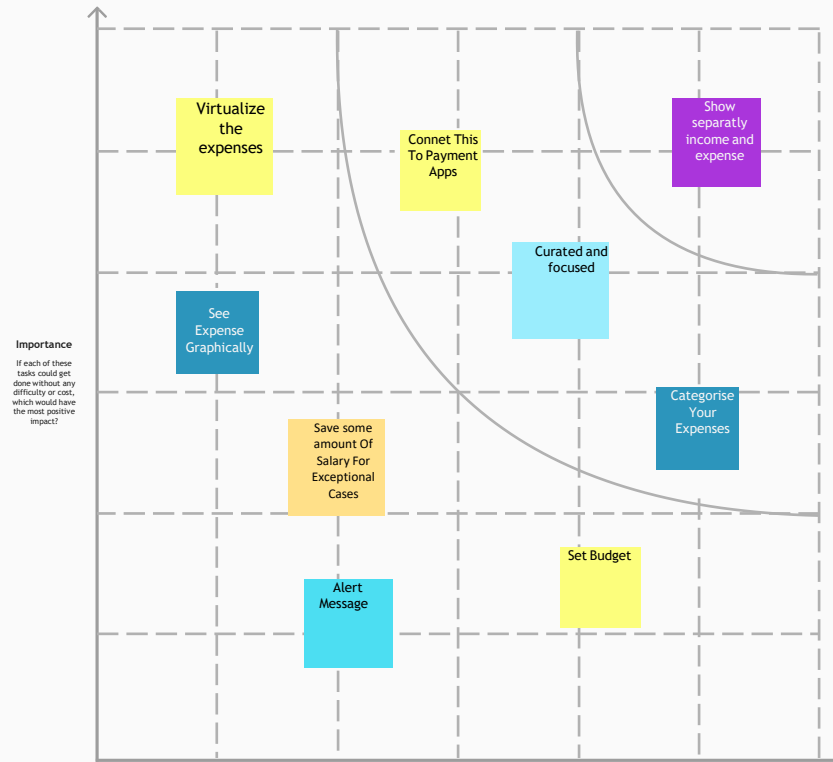 Virtualize
the
expenses
Connet This
To Payment
Apps
Show
separatly
income and
expense
Curated and
focused
See
Expense
Graphically
Importance
If each of these
tasks could get
done without any
difficulty or cost,
which would have
the most positive
impact?
Categorise
Your
Expenses
Save some
amount Of
Salary For
Exceptional
Cases
Set Budget
Alert
Message